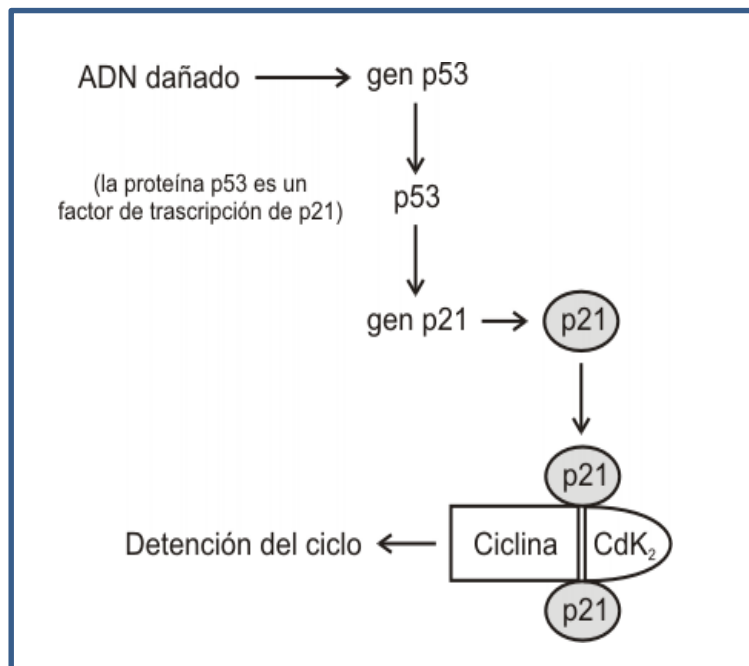 ADN dañado
gen p53
(la proteína p53 es un
factor de trascripción de p21)
p53
gen p21
p21
p21
Detención del ciclo
Ciclina
CdK₂
p21